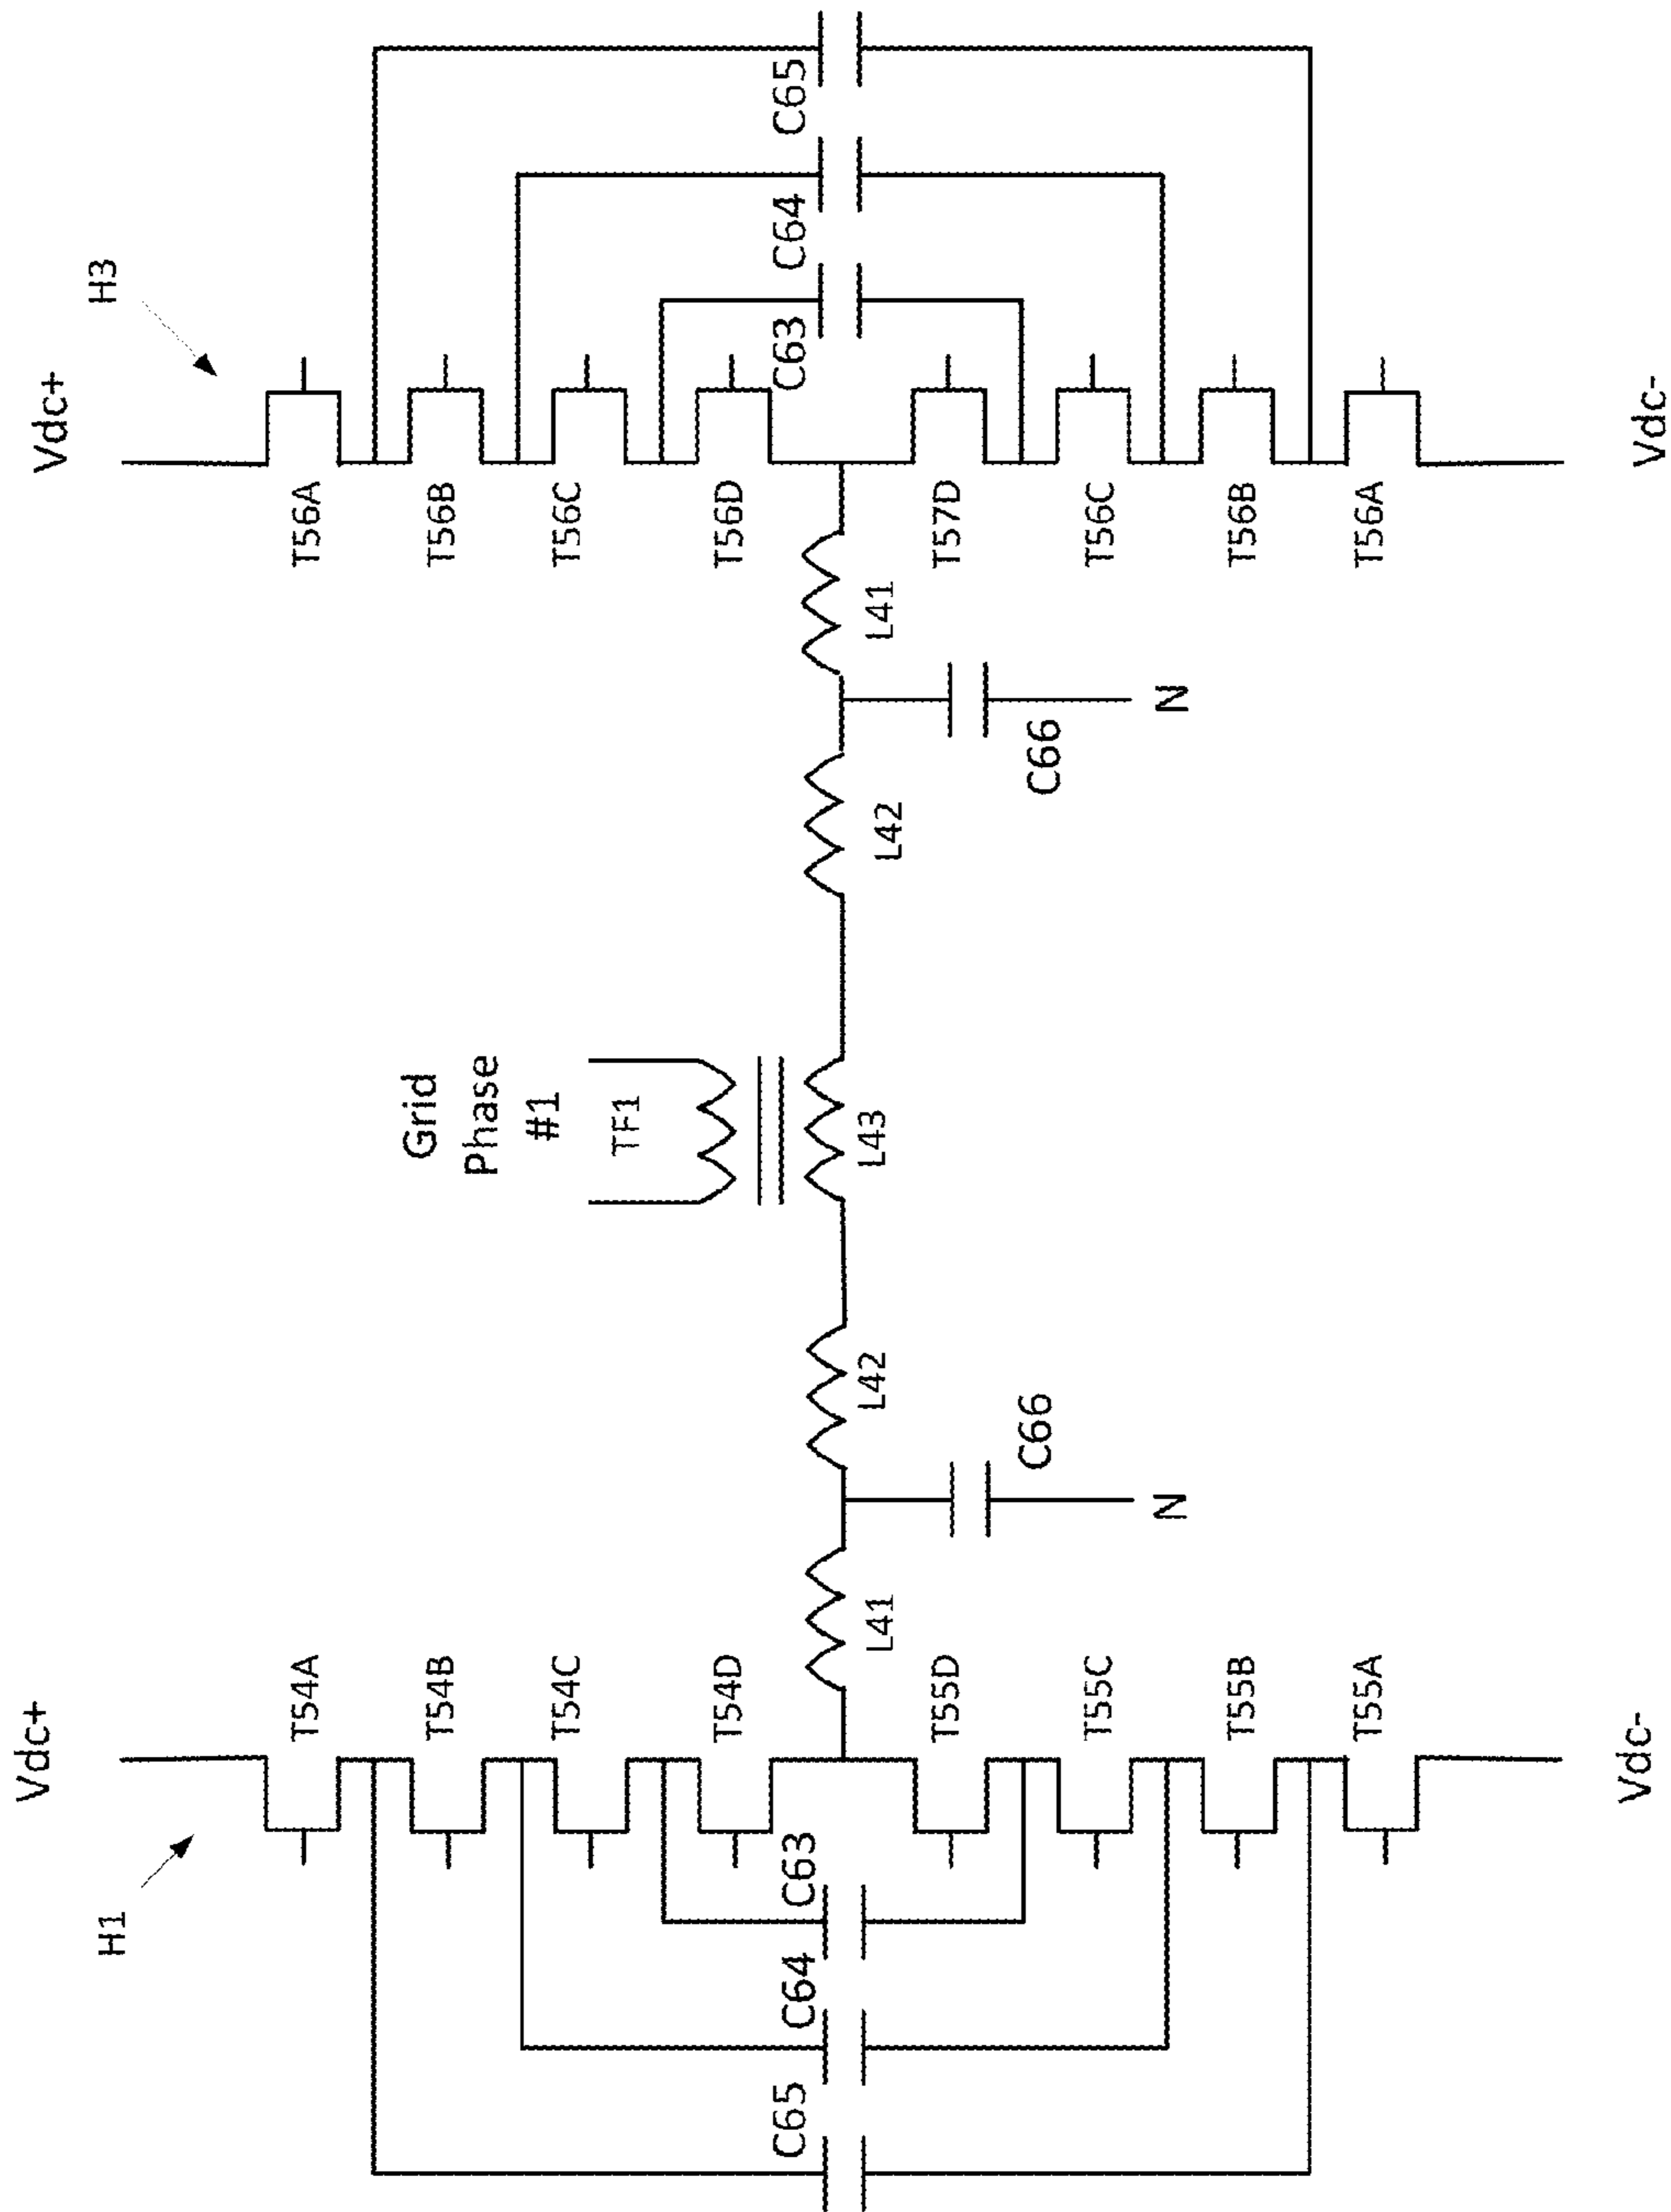 Vdc+
Vdc+
H1
H3
T54A
T56A
Grid
Phase
#1
TF1
T54B
T56B
T54C
T56C
T54D
T56D
C65
C64
C63
C63
C64
C65
L41
L42
L43
L42
L41
T55D
T57D
C66
C66
T55C
T56C
N
N
T55B
T56B
T55A
T56A
Vdc-
Vdc-